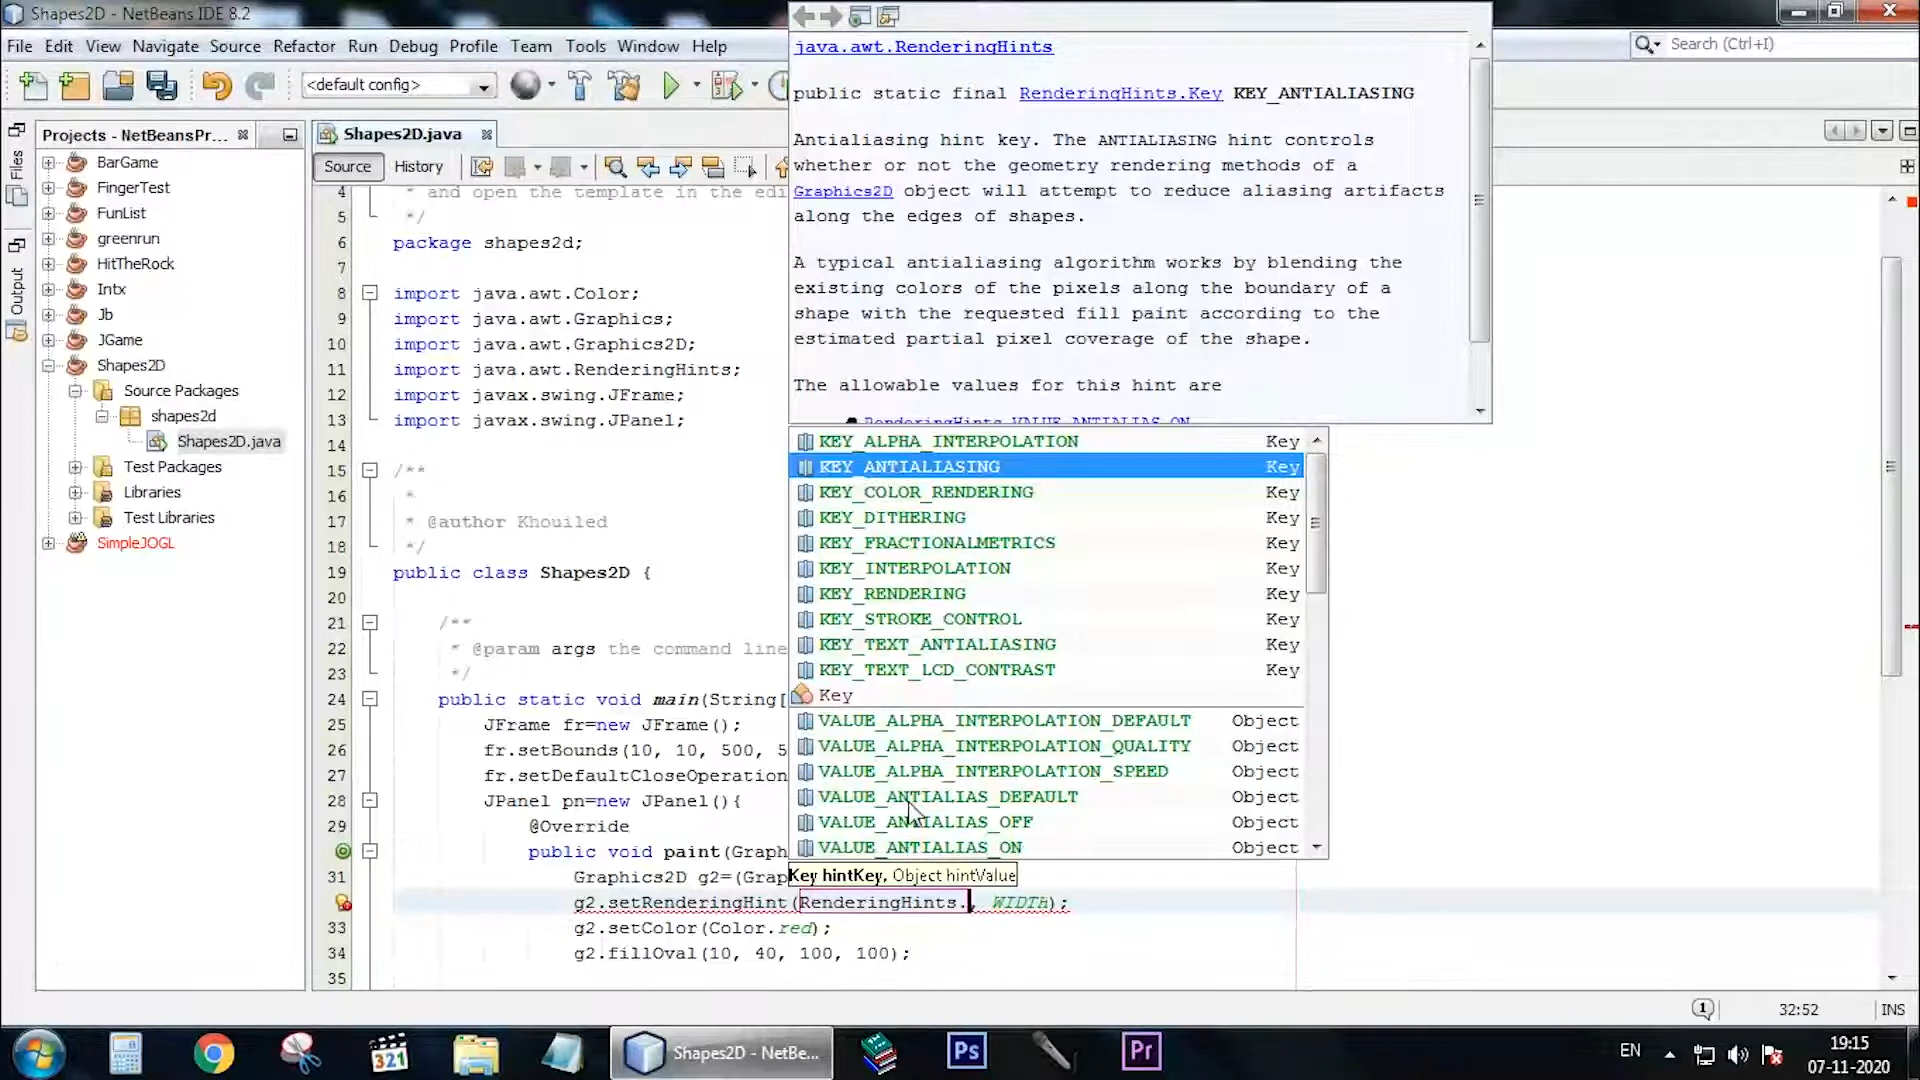 Shapes2D - NetBeans IDE 8.2
File Edit View Navigate Source Refactor Run Debug Profile Team Tools Window Help
Search (Ctrl+I)
<default config>
Files
Output
Projects - NetBeansPr...
BarGame
FingerTest
FunList
greenrun
HitTheRock
Intx
Jb
JGame
Shapes2D
Source Packages
shapes2d
Shapes2D.java
Test Packages
Libraries
Test Libraries
SimpleJOGL
Shapes2D.java
Source History
4 * and open the template in the edi
5 */
6 package shapes2d;
7
8 import java.awt.Color;
9 import java.awt.Graphics;
10 import java.awt.Graphics2D;
11 import java.awt.RenderingHints;
12 import javax.swing.JFrame;
13 import javax.swing.JPanel;
14
15 /**
16 *
17 * @author Khouiled
18 */
19 public class Shapes2D {
20
21 /**
22 * @param args the command line
23 */
24 public static void main(String[
25 JFrame fr=new JFrame();
26 fr.setBounds(10, 10, 500, 5
27 fr.setDefaultCloseOperation
28 JPanel pn=new JPanel(){
29 @Override
public void paint(Graph
31 Graphics2D g2=(Grap
g2.setRenderingHint(RenderingHints., WIDTH);
33 g2.setColor(Color.red);
34 g2.fillOval(10, 40, 100, 100);
35
java.awt.RenderingHints
public static final RenderingHints.Key KEY_ANTIALIASING
Antialiasing hint key. The ANTIALIASING hint controls
whether or not the geometry rendering methods of a
Graphics2D object will attempt to reduce aliasing artifacts
along the edges of shapes.
A typical antialiasing algorithm works by blending the
existing colors of the pixels along the boundary of a
shape with the requested fill paint according to the
estimated partial pixel coverage of the shape.
The allowable values for this hint are
RenderingHints.VALUE_ANTIALIAS_ON
KEY_ALPHA_INTERPOLATION Key
KEY_ANTIALIASING Key
KEY_COLOR_RENDERING Key
KEY_DITHERING Key
KEY_FRACTIONALMETRICS Key
KEY_INTERPOLATION Key
KEY_RENDERING Key
KEY_STROKE_CONTROL Key
KEY_TEXT_ANTIALIASING Key
KEY_TEXT_LCD_CONTRAST Key
Key
VALUE_ALPHA_INTERPOLATION_DEFAULT Object
VALUE_ALPHA_INTERPOLATION_QUALITY Object
VALUE_ALPHA_INTERPOLATION_SPEED Object
VALUE_ANTIALIAS_DEFAULT Object
VALUE_ANTIALIAS_OFF Object
VALUE_ANTIALIAS_ON Object
Key hintKey, Object hintValue
1 32:52 INS
321
Shapes2D - NetBe...
Ps
Pr
EN
19:15
07-11-2020